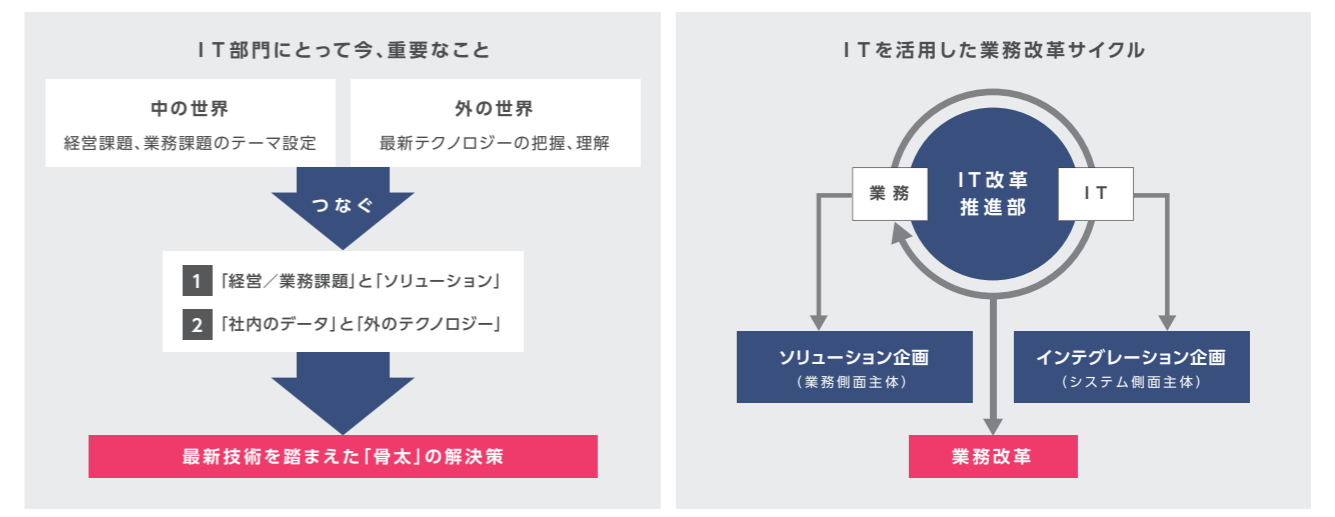 IT部門にとって今、重要なこと
中の世界
経営課題、業務課題のテーマ設定
外の世界
最新テクノロジーの把握、理解
つなぐ
1 「経営／業務課題」と「ソリューション」
2 「社内のデータ」と「外のテクノロジー」
最新技術を踏まえた「骨太」の解決策
ITを活用した業務改革サイクル
業務
IT改革
推進部
IT
ソリューション企画
（業務側面主体）
インテグレーション企画
（システム側面主体）
業務改革